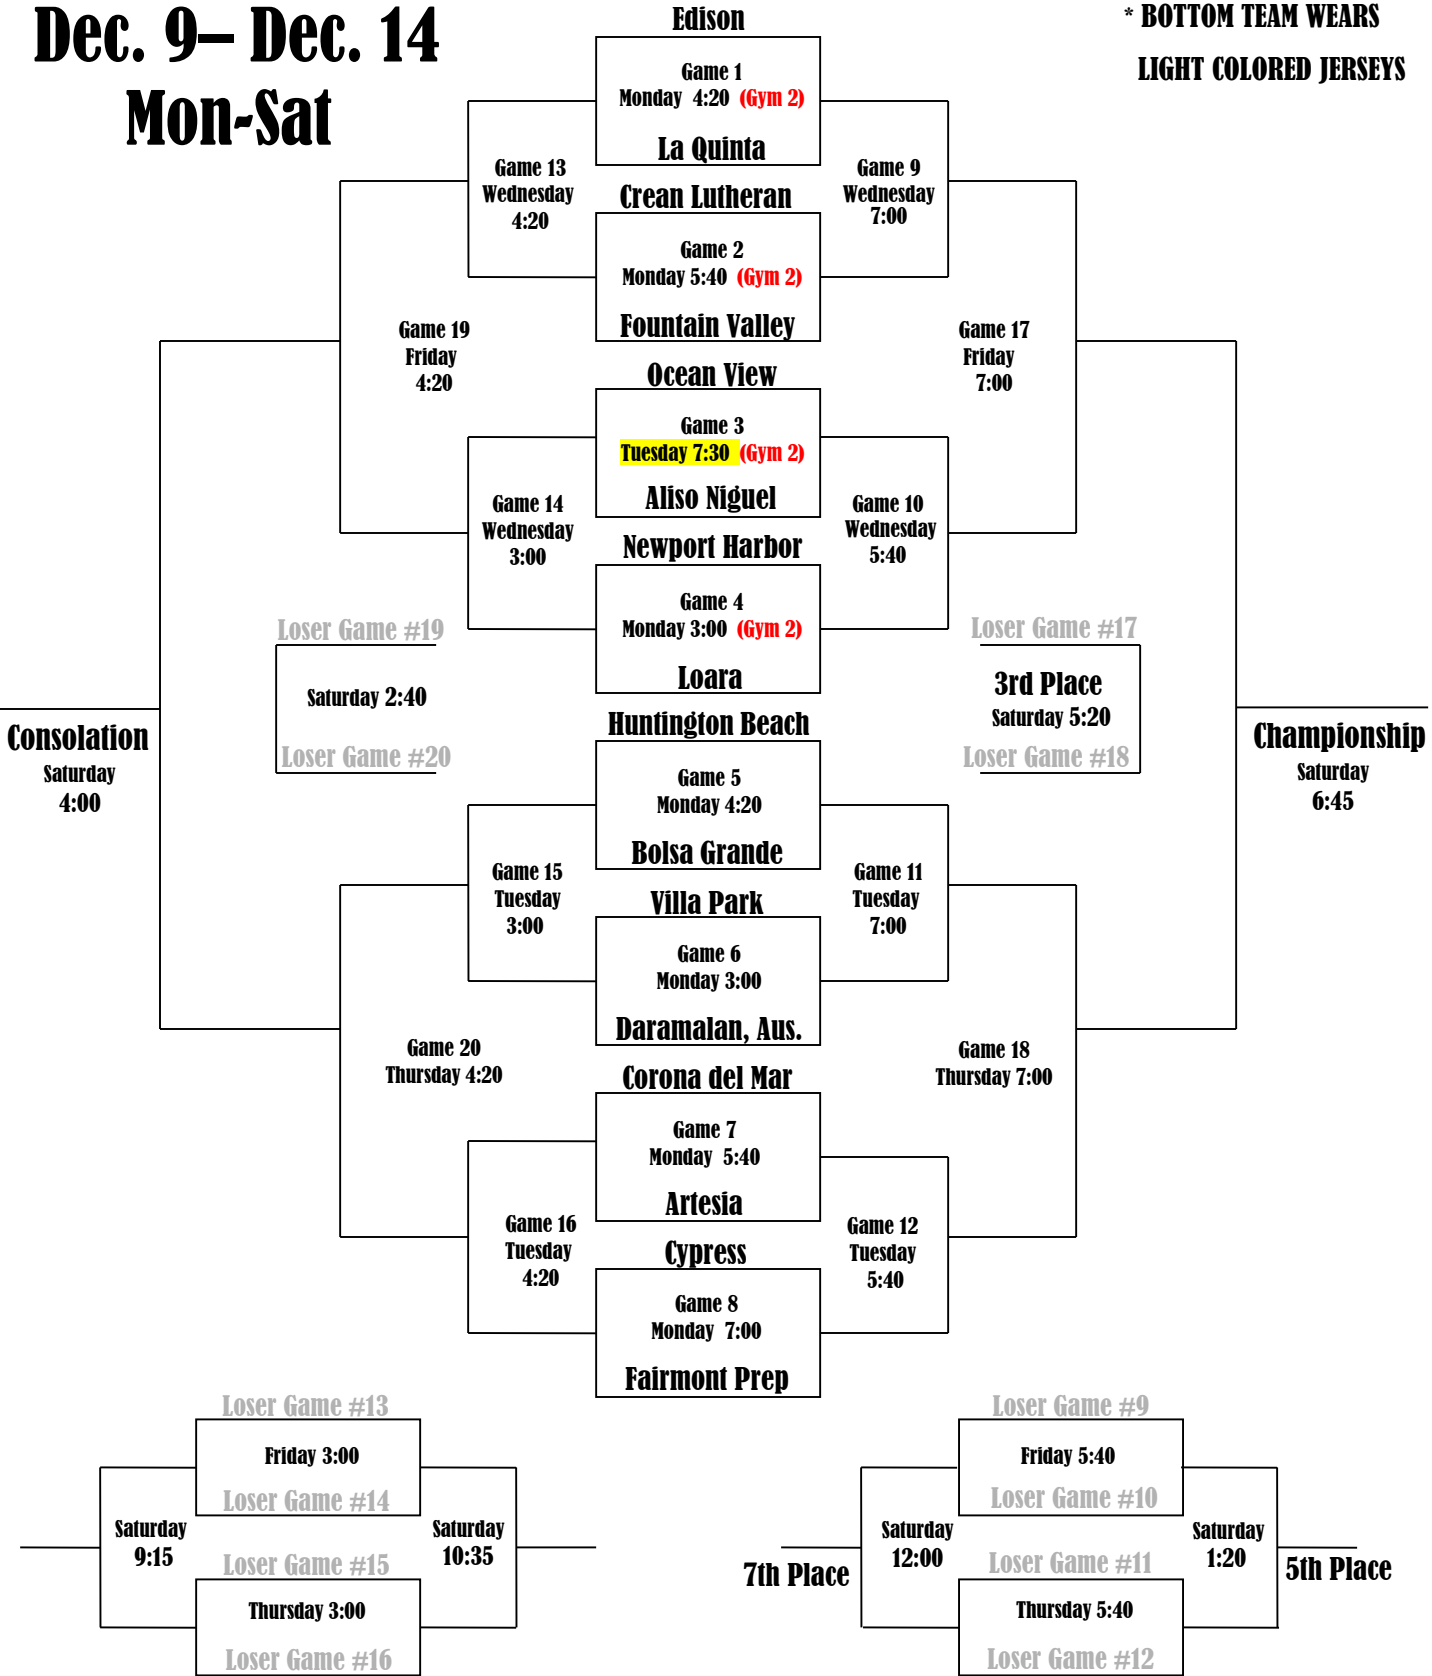 Dec. 9– Dec. 14
Mon-Sat
* BOTTOM TEAM WEARS
LIGHT COLORED JERSEYS
Edison
Game 1
Monday 4:20 (Gym 2)
La Quinta
Crean Lutheran
Game 2
Monday 5:40 (Gym 2)
Fountain Valley
Ocean View
Game 3
Tuesday 7:30 (Gym 2)
Aliso Niguel
Newport Harbor
Game 4
Monday 3:00 (Gym 2)
Loara
Huntington Beach
Game 5
Monday 4:20
Bolsa Grande
Villa Park
Game 6
Monday 3:00
Daramalan, Aus.
Corona del Mar
Game 7
Monday 5:40
Artesia
Cypress
Game 8
Monday 7:00
Fairmont Prep
Game 13
Wednesday
4:20
Game 14
Wednesday
3:00
Game 15
Tuesday
3:00
Game 16
Tuesday
4:20
Game 19
Friday
4:20
Game 20
Thursday 4:20
Loser Game #19
Saturday 2:40
Loser Game #20
Consolation
Saturday
4:00
Game 9
Wednesday
7:00
Game 10
Wednesday
5:40
Game 11
Tuesday
7:00
Game 12
Tuesday
5:40
Game 17
Friday
7:00
Game 18
Thursday 7:00
Loser Game #17
3rd Place
Saturday 5:20
Loser Game #18
Championship
Saturday
6:45
Loser Game #13
Friday 3:00
Loser Game #14
Saturday
9:15
Saturday
10:35
Loser Game #15
Thursday 3:00
Loser Game #16
Loser Game #9
Friday 5:40
Loser Game #10
Saturday
12:00
7th Place
Saturday
1:20
5th Place
Loser Game #11
Thursday 5:40
Loser Game #12